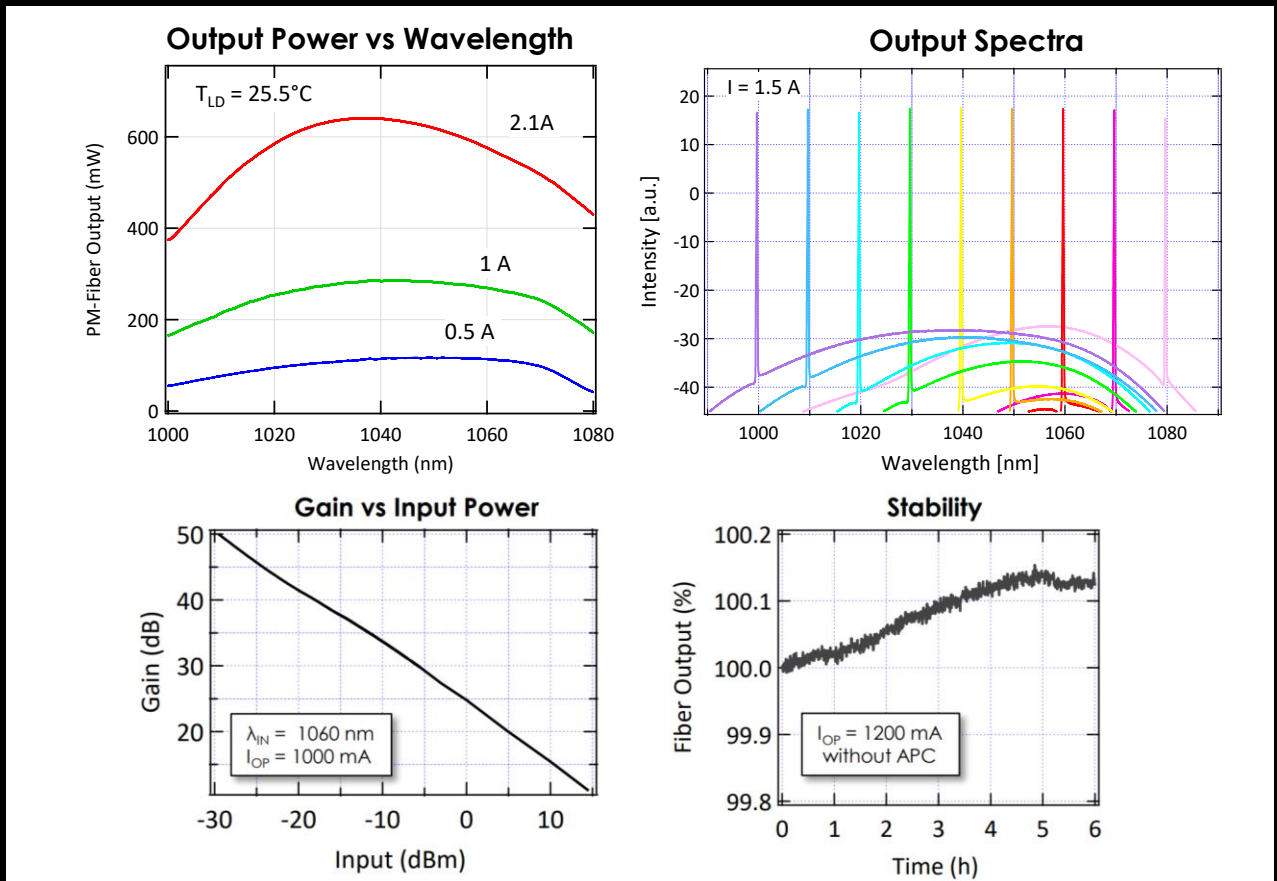 Output Power vs Wavelength
T_LD = 25.5°C
2.1A
1 A
0.5 A
PM-Fiber Output (mW)
600
400
200
0
1000 1020 1040 1060 1080
Wavelength (nm)
Output Spectra
I = 1.5 A
Intensity [a.u.]
20
10
0
-10
-20
-30
-40
1000 1020 1040 1060 1080
Wavelength [nm]
Gain vs Input Power
Gain (dB)
50
40
30
20
λ_IN = 1060 nm
I_OP = 1000 mA
-30 -20 -10 0 10
Input (dBm)
Stability
Fiber Output (%)
100.2
100.1
100.0
99.9
99.8
I_OP = 1200 mA
without APC
0 1 2 3 4 5 6
Time (h)